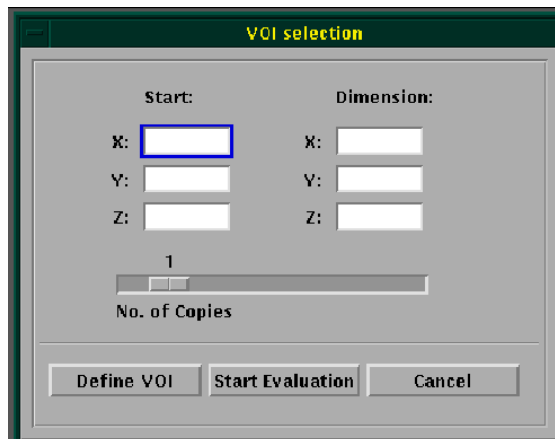 VOI selection
Start: Dimension:
X: X:
Y: Y:
Z: Z:
1
No. of Copies
Define VOI Start Evaluation Cancel